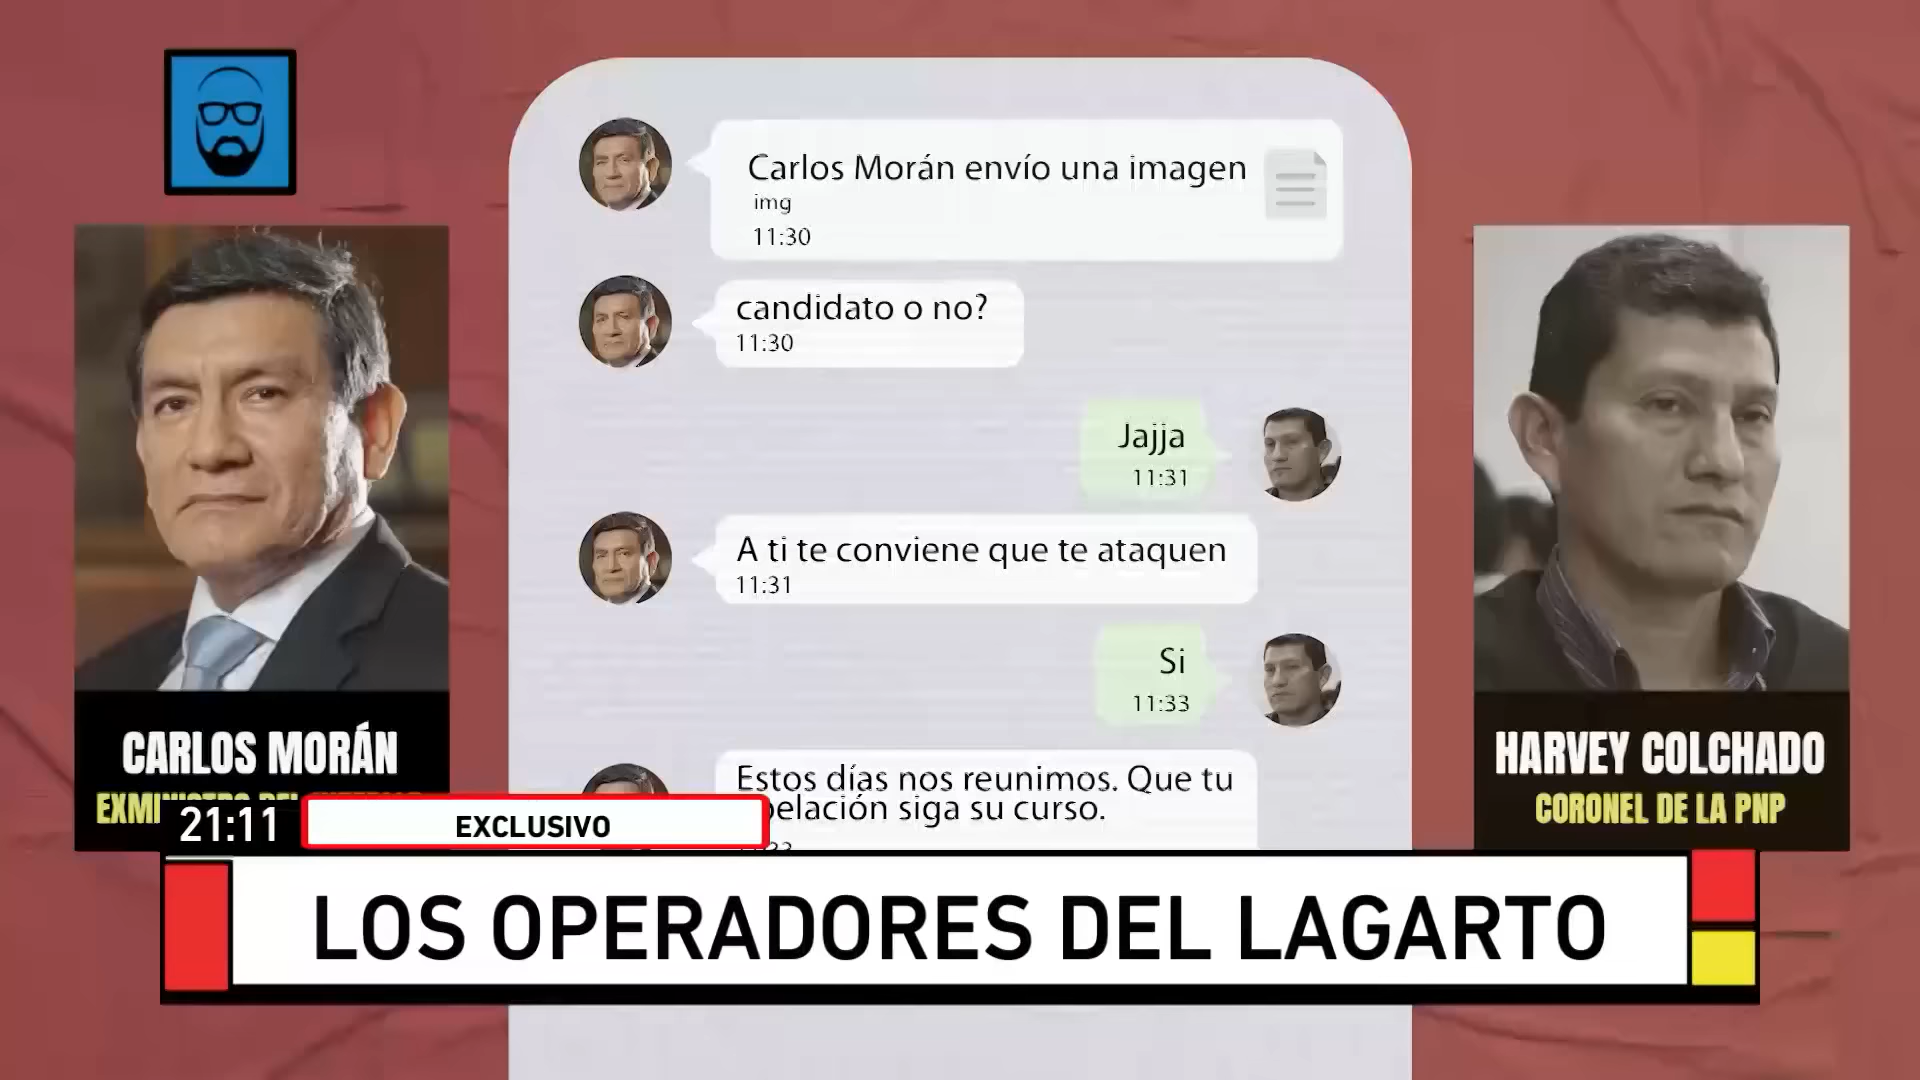 Carlos Morán envío una imagen
img
11:30
candidato o no?
11:30
Jajja
11:31
A ti te conviene que te ataquen
11:31
Si
11:33
Estos días nos reunimos. Que tu
pelación siga su curso.
CARLOS MORÁN
HARVEY COLCHADO
CORONEL DE LA PNP
21:11
EXCLUSIVO
LOS OPERADORES DEL LAGARTO